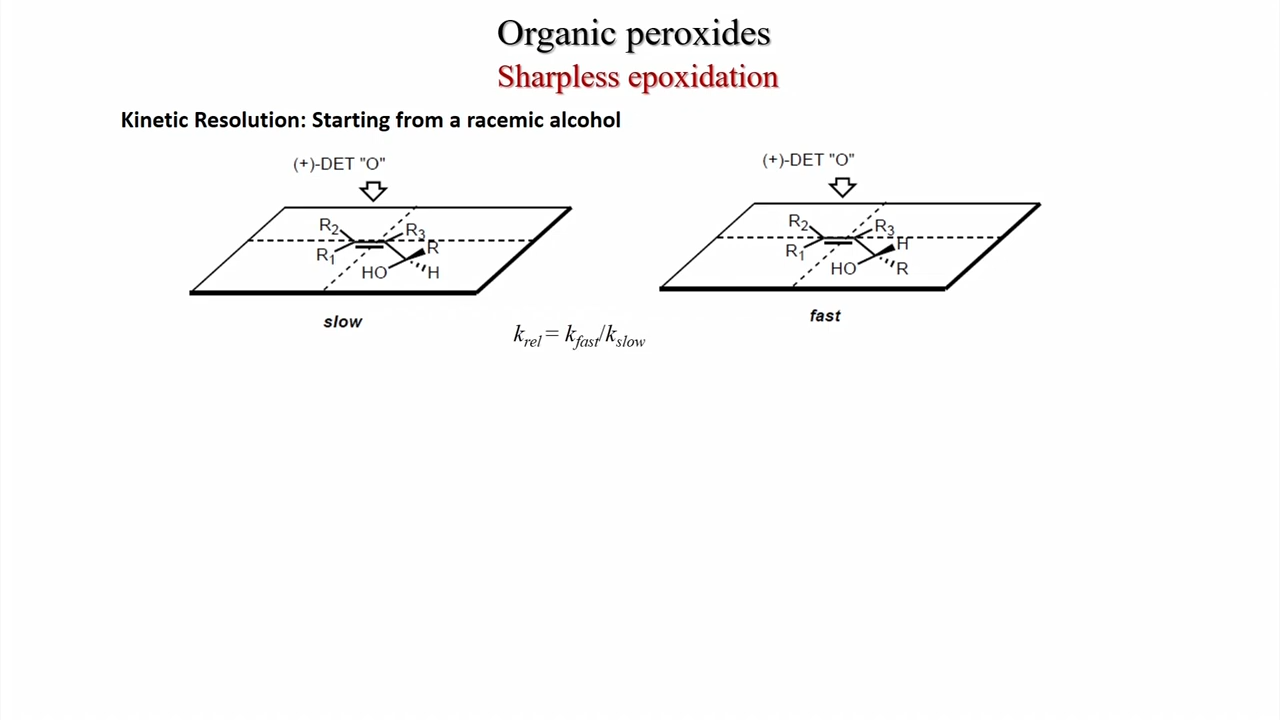 Organic peroxides
Sharpless epoxidation
Kinetic Resolution: Starting from a racemic alcohol
(+)-DET "O"
R₂
R₃
R
R₁
HO
H
slow
(+)-DET "O"
R₂
R₃
H
R₁
HO
R
fast
k_rel = k_fast/k_slow